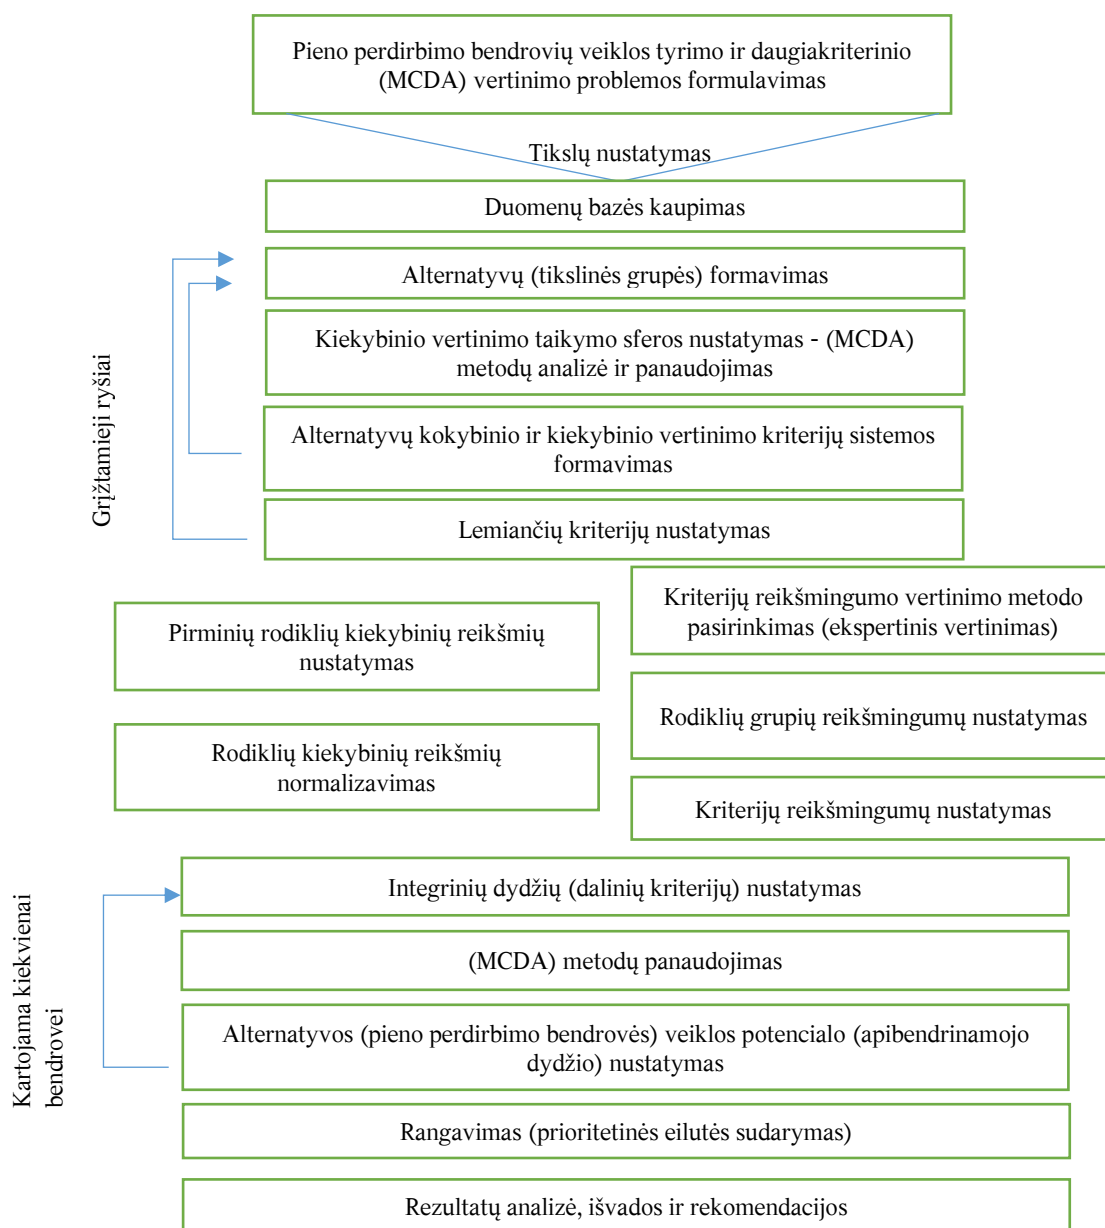 Pieno perdirbimo bendrovių veiklos tyrimo ir daugiakriterinio
(MCDA) vertinimo problemos formulavimas
Tikslų nustatymas
Duomenų bazės kaupimas
Alternatyvų (tikslinės grupės) formavimas
Kiekybinio vertinimo taikymo sferos nustatymas - (MCDA)
metodų analizė ir panaudojimas
Alternatyvų kokybinio ir kiekybinio vertinimo kriterijų sistemos
formavimas
Lemiančių kriterijų nustatymas
Grįžtamieji ryšiai
Pirminių rodiklių kiekybinių reikšmių
nustatymas
Rodiklių kiekybinių reikšmių
normalizavimas
Kriterijų reikšmingumo vertinimo metodo
pasirinkimas (ekspertinis vertinimas)
Rodiklių grupių reikšmingumų nustatymas
Kriterijų reikšmingumų nustatymas
Integrinių dydžių (dalinių kriterijų) nustatymas
(MCDA) metodų panaudojimas
Alternatyvos (pieno perdirbimo bendrovės) veiklos potencialo (apibendrinamojo
dydžio) nustatymas
Rangavimas (prioritetinės eilutės sudarymas)
Rezultatų analizė, išvados ir rekomendacijos
Kartojama kiekvienai
bendrovei